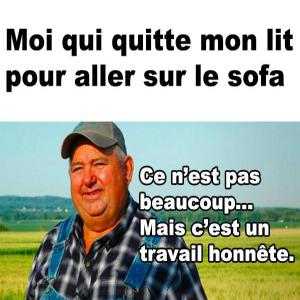 Moi qui quitte mon lit
pour aller sur le sofa
Ce n'est pas
beaucoup...
Mais c'est un
travail honnête.